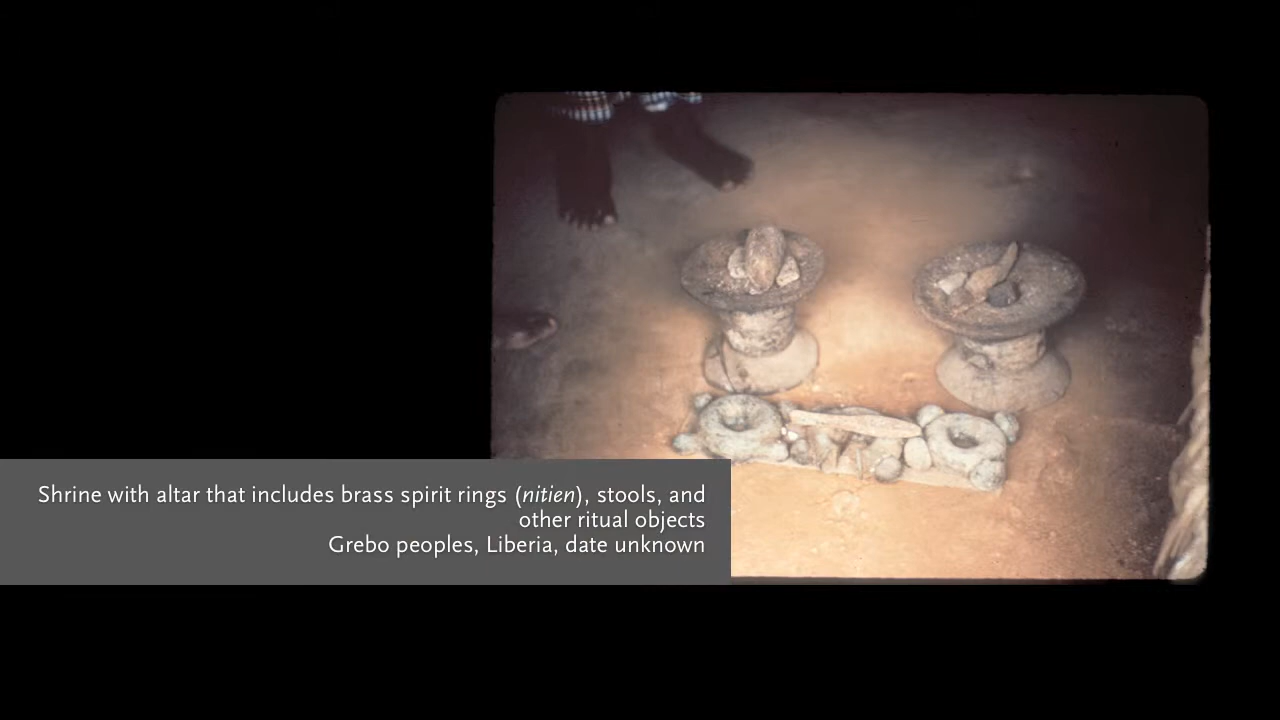 Shrine with altar that includes brass spirit rings (nitien), stools, and
other ritual objects
Grebo peoples, Liberia, date unknown